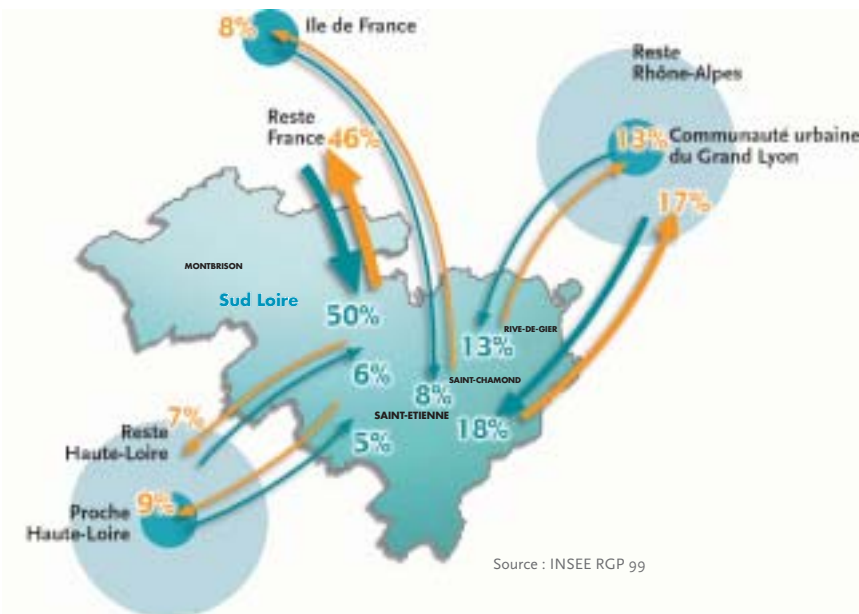 8%
Ile de France
Reste
Rhône-Alpes
Reste
France
46%
13%
Communauté urbaine
du Grand Lyon
17%
MONTBRISON
Sud Loire
50%
RIVE-DE-GIER
13%
6%
SAINT-CHAMOND
8%
SAINT-ETIENNE
18%
7%
Reste
Haute-Loire
5%
9%
Proche
Haute-Loire
Source : INSEE RGP 99